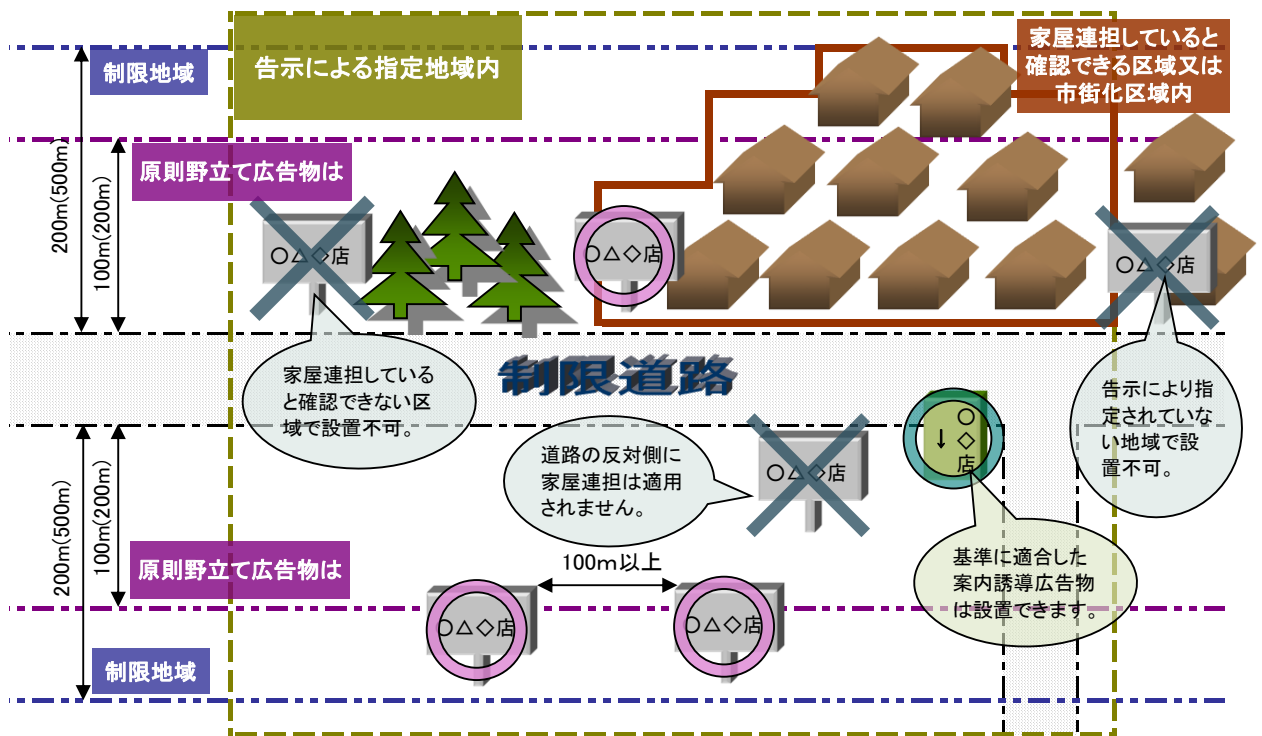 告示による指定地域内
家屋連担していると
確認できる区域又は
市街化区域内
制限地域
原則野立て広告物は
200m(500m)
100m(200m)
〇△◇店
〇△◇店
〇△◇店
家屋連担している
と確認できない区
域で設置不可。
制限道路
告示により指
定されていな
い地域で設
置不可。
道路の反対側に
家屋連担は適用
されません。
〇△◇店
↓
〇
◇
店
基準に適合した
案内誘導広告物
は設置できます。
200m(500m)
100m(200m)
原則野立て広告物は
100m以上
〇△◇店
〇△◇店
制限地域